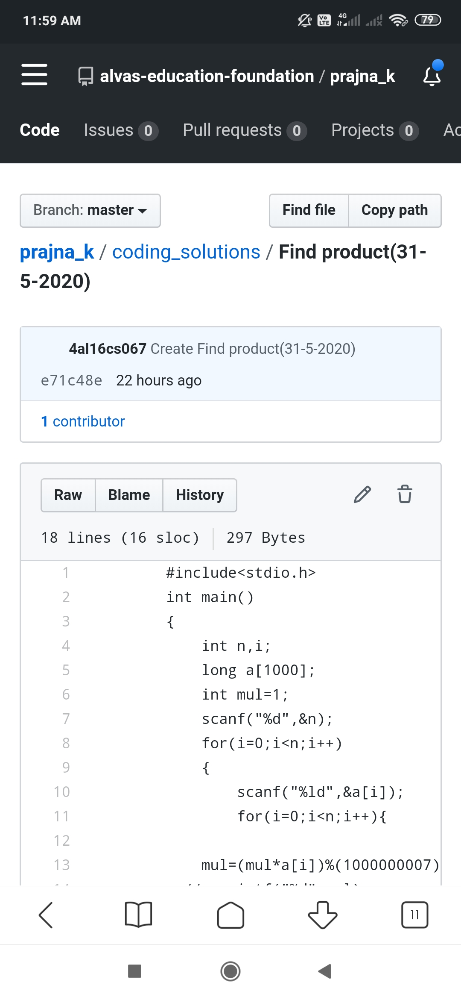 11:59 AM
Vo LTE 4G 79
alvas-education-foundation / prajna_k
Code Issues 0 Pull requests 0 Projects 0 Ac
Branch: master Find file Copy path
prajna_k / coding_solutions / Find product(31-
5-2020)
4al16cs067 Create Find product(31-5-2020)
e71c48e 22 hours ago
1 contributor
Raw Blame History
18 lines (16 sloc) 297 Bytes
1 #include<stdio.h>
2 int main()
3 {
4 int n,i;
5 long a[1000];
6 int mul=1;
7 scanf("%d",&n);
8 for(i=0;i<n;i++)
9 {
10 scanf("%ld",&a[i]);
11 for(i=0;i<n;i++){
12
13 mul=(mul*a[i])%(1000000007)
11